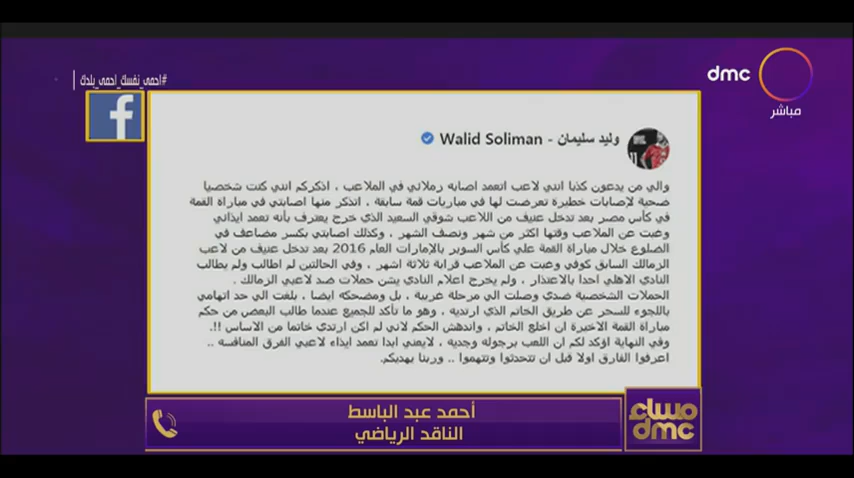 #احمي_نفسك_احمي_بلدك
dmc
مباشر
وليد سليمان - Walid Soliman
والي من يدعون كذبا انني لاعب اتعمد اصابة زملائي في الملاعب ، اذكركم انني كنت شخصيا
ضحية لإصابات خطيرة تعرضت لها في مباريات قمة سابقة ، اتذكر منها اصابتي في مباراة القمة
في كأس مصر بعد تدخل عنيف من اللاعب شوقي السعيد الذي خرج يعترف بأنه تعمد ايذائي
وغبت عن الملاعب وقتها اكثر من شهر ونصف الشهر ، وكذلك اصابتي بكسر مضاعف في
الضلوع خلال مباراة القمة علي كأس السوبر بالإمارات العام 2016 بعد تدخل عنيف من لاعب
الزمالك السابق كوفي وغبت عن الملاعب قرابة ثلاثة اشهر ، وفي الحالتين لم اطالب ولم يطالب
النادي الاهلي احدا بالاعتذار ، ولم يخرج اعلام النادي يشن حملات ضد لاعبي الزمالك .
الحملات الشخصية ضدي وصلت الي مرحلة غريبة ، بل ومضحكة ايضا ، بلغت الي حد اتهامي
باللجوء للسحر عن طريق الخاتم الذي ارتديه ، وهو ما تأكد للجميع عندما طالب البعض من حكم
مباراة القمة الاخيرة ان اخلع الخاتم ، واندهش الحكم لاني لم اكن ارتدي خاتما من الاساس !!.
وفي النهاية اؤكد لكم ان اللعب برجولة وجدية ، لايعني ابدا تعمد ايذاء لاعبي الفرق المنافسة ..
اعرفوا الفارق اولا قبل ان تتحدثوا وتتهموا .. وربنا يهديكم.
أحمد عبد الباسط
الناقد الرياضي
مساء
dmc